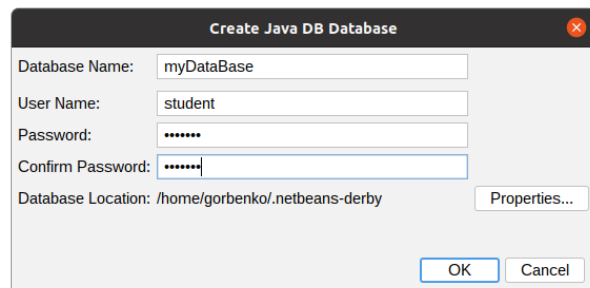 Create Java DB Database
Database Name: myDataBase
User Name: student
Password: •••••••
Confirm Password: •••••••
Database Location: /home/gorbenko/.netbeans-derby Properties...
OK Cancel